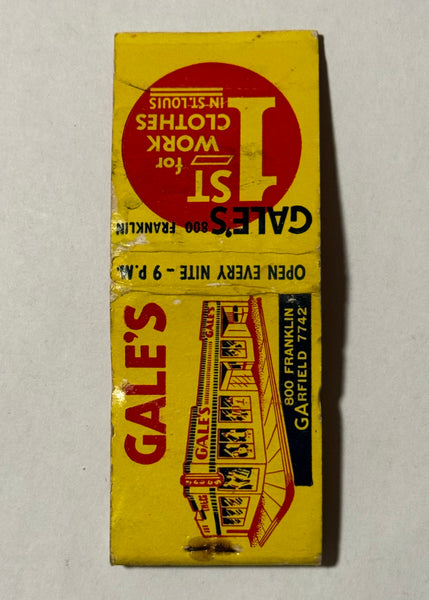 1ST
for
WORK
CLOTHES
IN ST. LOUIS
GALE'S 800 FRANKLIN
OPEN EVERY NITE - 9 P.M.
GALE'S
GALE'S
GALE'S
800 FRANKLIN
GARFIELD 7742